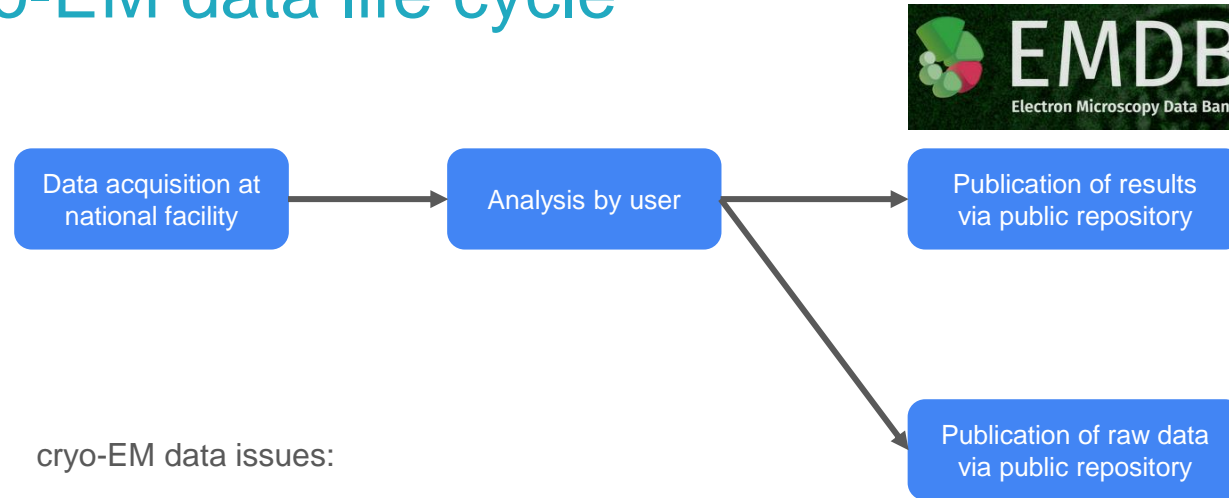 o-EM data life cycle
EMDB
Electron Microscopy Data Ban
Data acquisition at
national facility
Analysis by user
Publication of results
via public repository
Publication of raw data
via public repository
cryo-EM data issues: